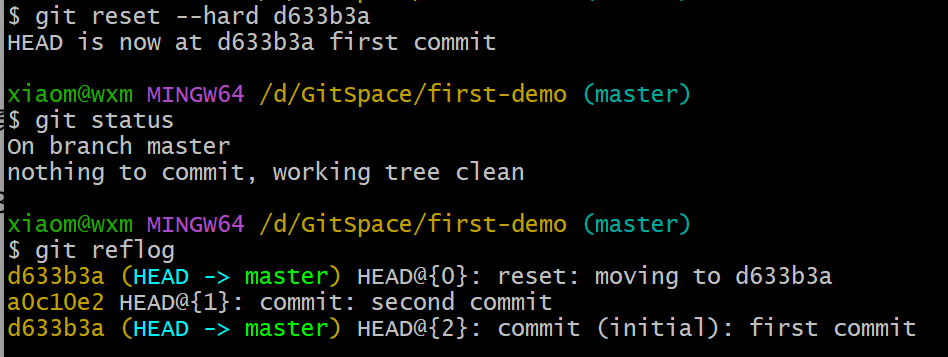 $ git reset --hard d633b3a
HEAD is now at d633b3a first commit
xiaom@wxm MINGW64 /d/GitSpace/first-demo (master)
$ git status
On branch master
nothing to commit, working tree clean
xiaom@wxm MINGW64 /d/GitSpace/first-demo (master)
$ git reflog
d633b3a (HEAD -> master) HEAD@{0}: reset: moving to d633b3a
a0c10e2 HEAD@{1}: commit: second commit
d633b3a (HEAD -> master) HEAD@{2}: commit (initial): first commit